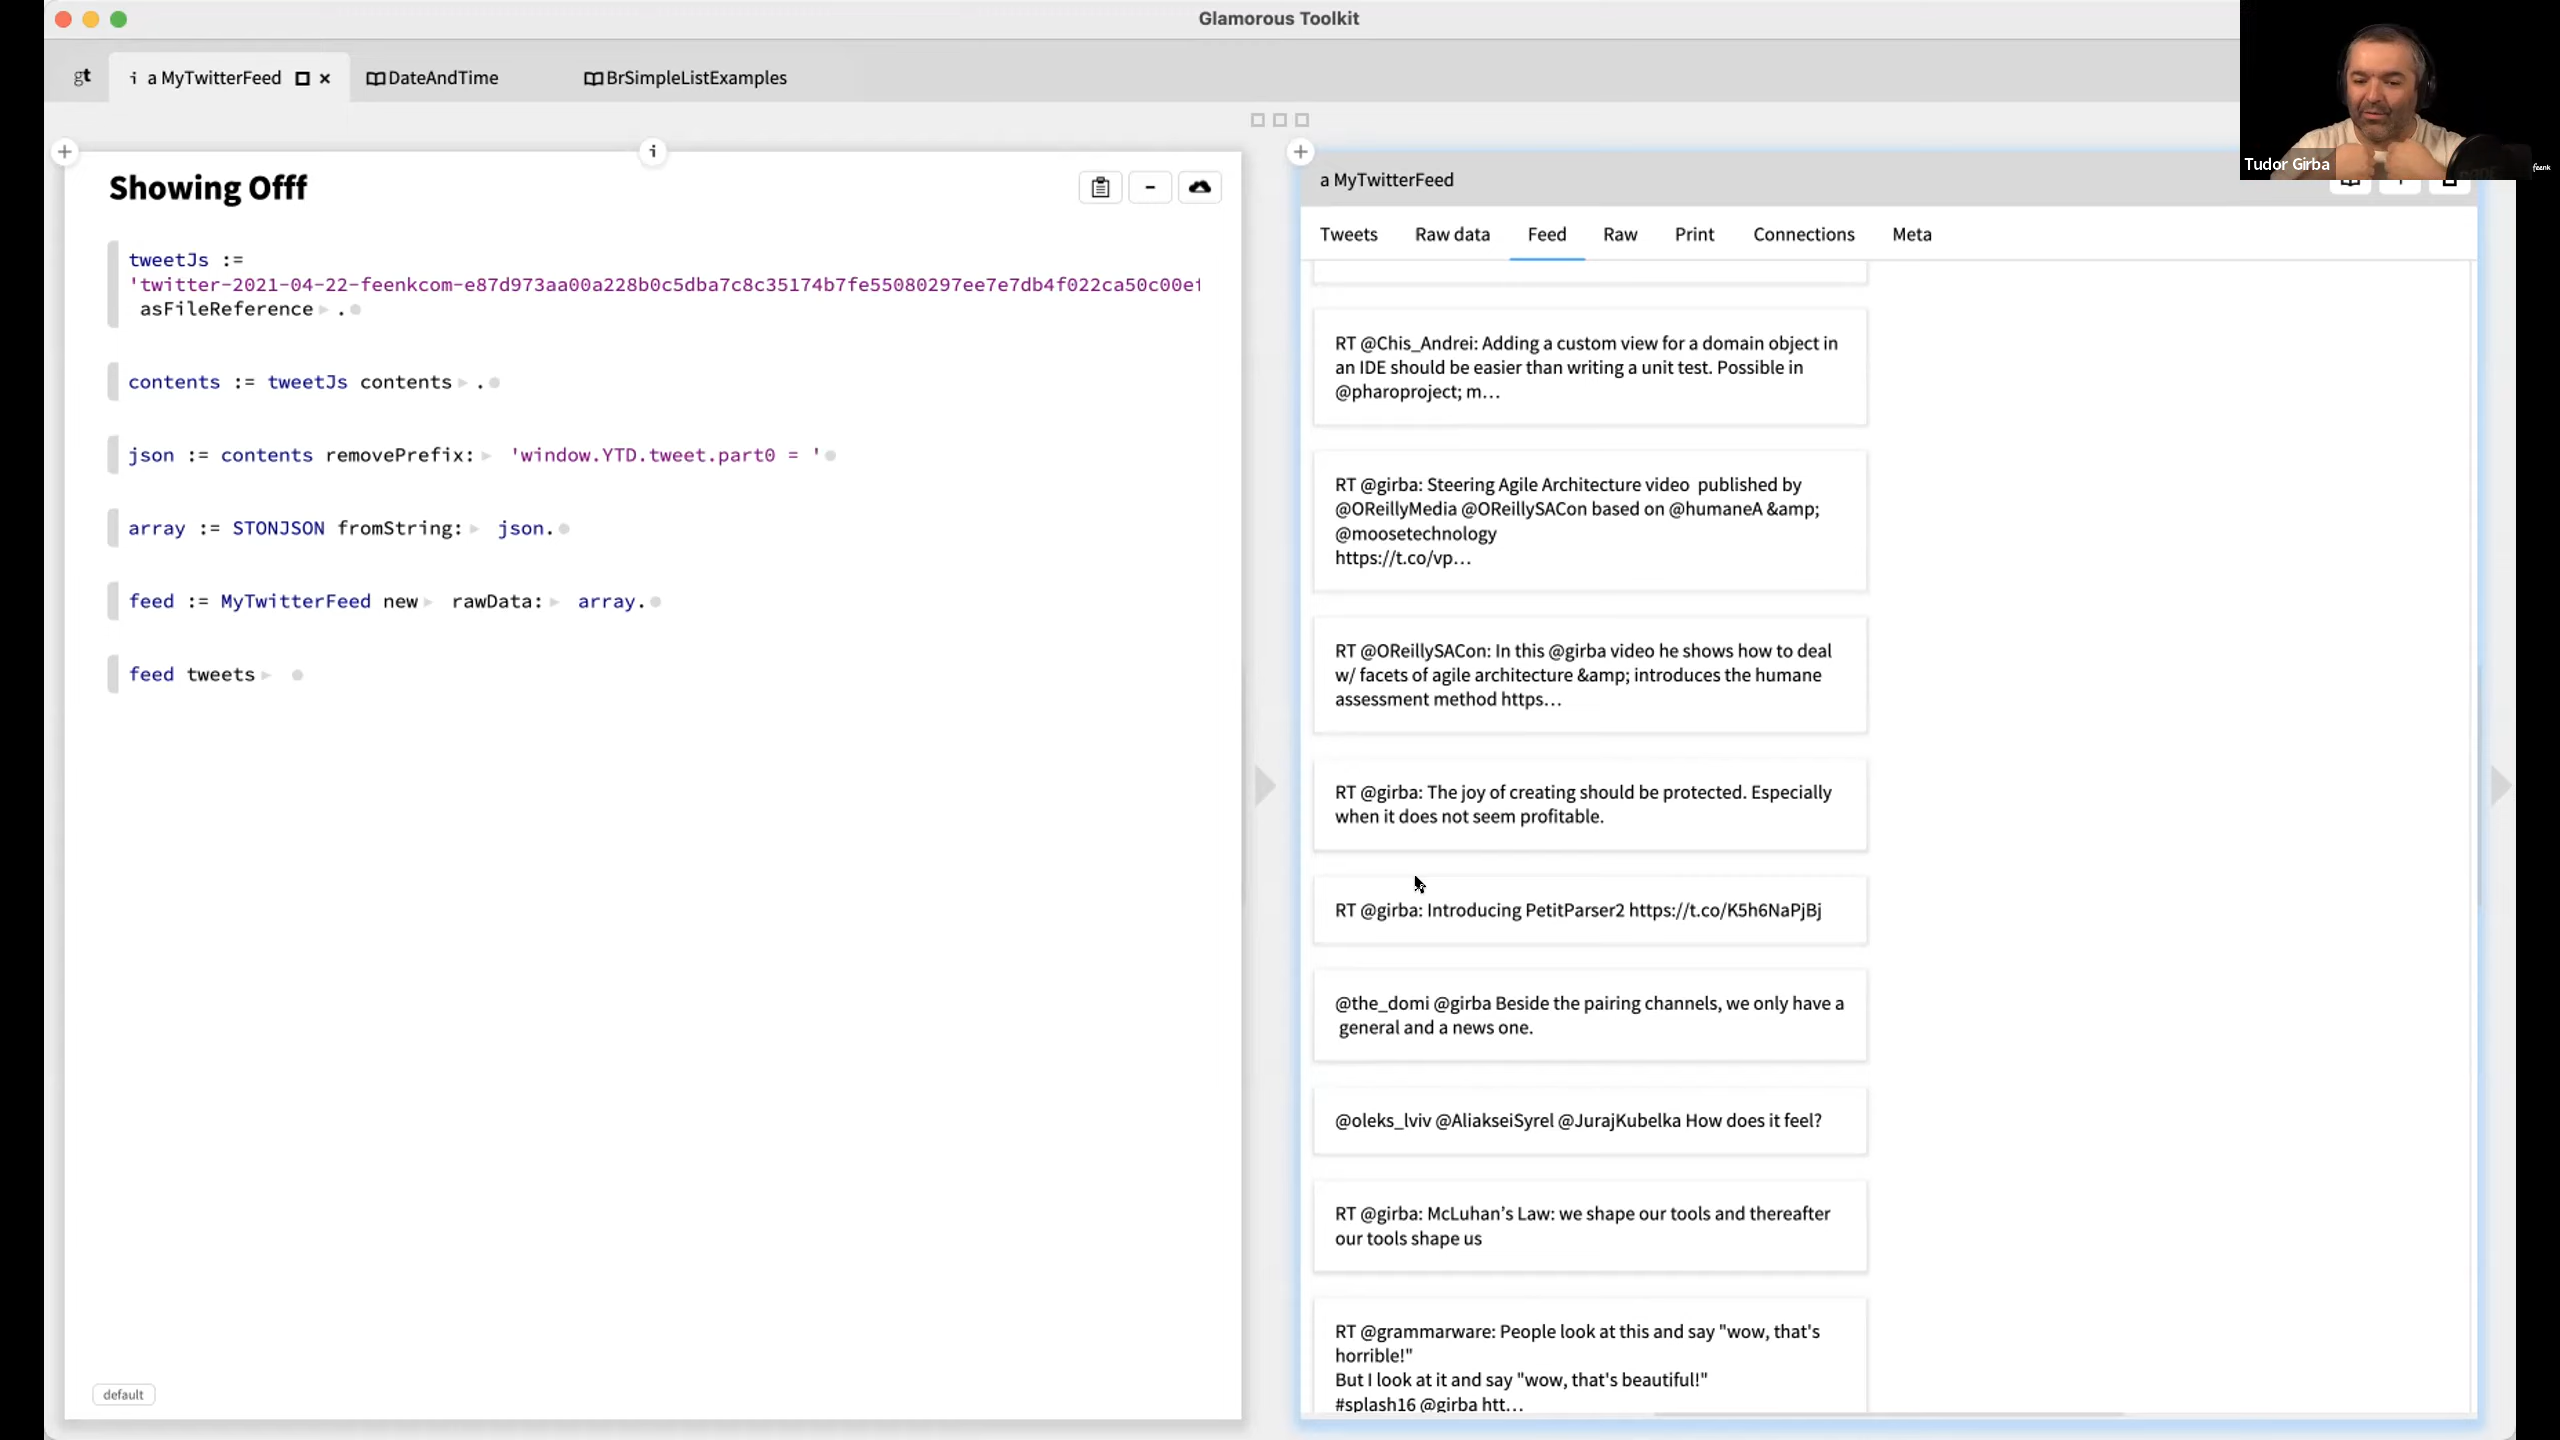 Glamorous Toolkit
gt
i a MyTwitterFeed
DateAndTime
BrSimpleListExamples
Tudor Girba
feenk
i
Showing Offf
tweetJs :=
'twitter-2021-04-22-feenkcom-e87d973aa00a228b0c5dba7c8c35174b7fe55080297ee7e7db4f022ca50c00ef
asFileReference .
contents := tweetJs contents .
json := contents removePrefix: 'window.YTD.tweet.part0 = '
array := STONJSON fromString: json.
feed := MyTwitterFeed new rawData: array.
feed tweets
default
a MyTwitterFeed
Tweets Raw data Feed Raw Print Connections Meta
RT @Chis_Andrei: Adding a custom view for a domain object in
an IDE should be easier than writing a unit test. Possible in
@pharoproject; m…
RT @girba: Steering Agile Architecture video  published by
@OReillyMedia @OReillySACon based on @humaneA &amp;
@moosetechnology
https://t.co/vp…
RT @OReillySACon: In this @girba video he shows how to deal
w/ facets of agile architecture &amp; introduces the humane
assessment method https…
RT @girba: The joy of creating should be protected. Especially
when it does not seem profitable.
RT @girba: Introducing PetitParser2 https://t.co/K5h6NaPjBj
@the_domi @girba Beside the pairing channels, we only have a
general and a news one.
@oleks_lviv @AliakseiSyrel @JurajKubelka How does it feel?
RT @girba: McLuhan’s Law: we shape our tools and thereafter
our tools shape us
RT @grammarware: People look at this and say "wow, that's
horrible!"
But I look at it and say "wow, that's beautiful!"
#splash16 @girba htt…